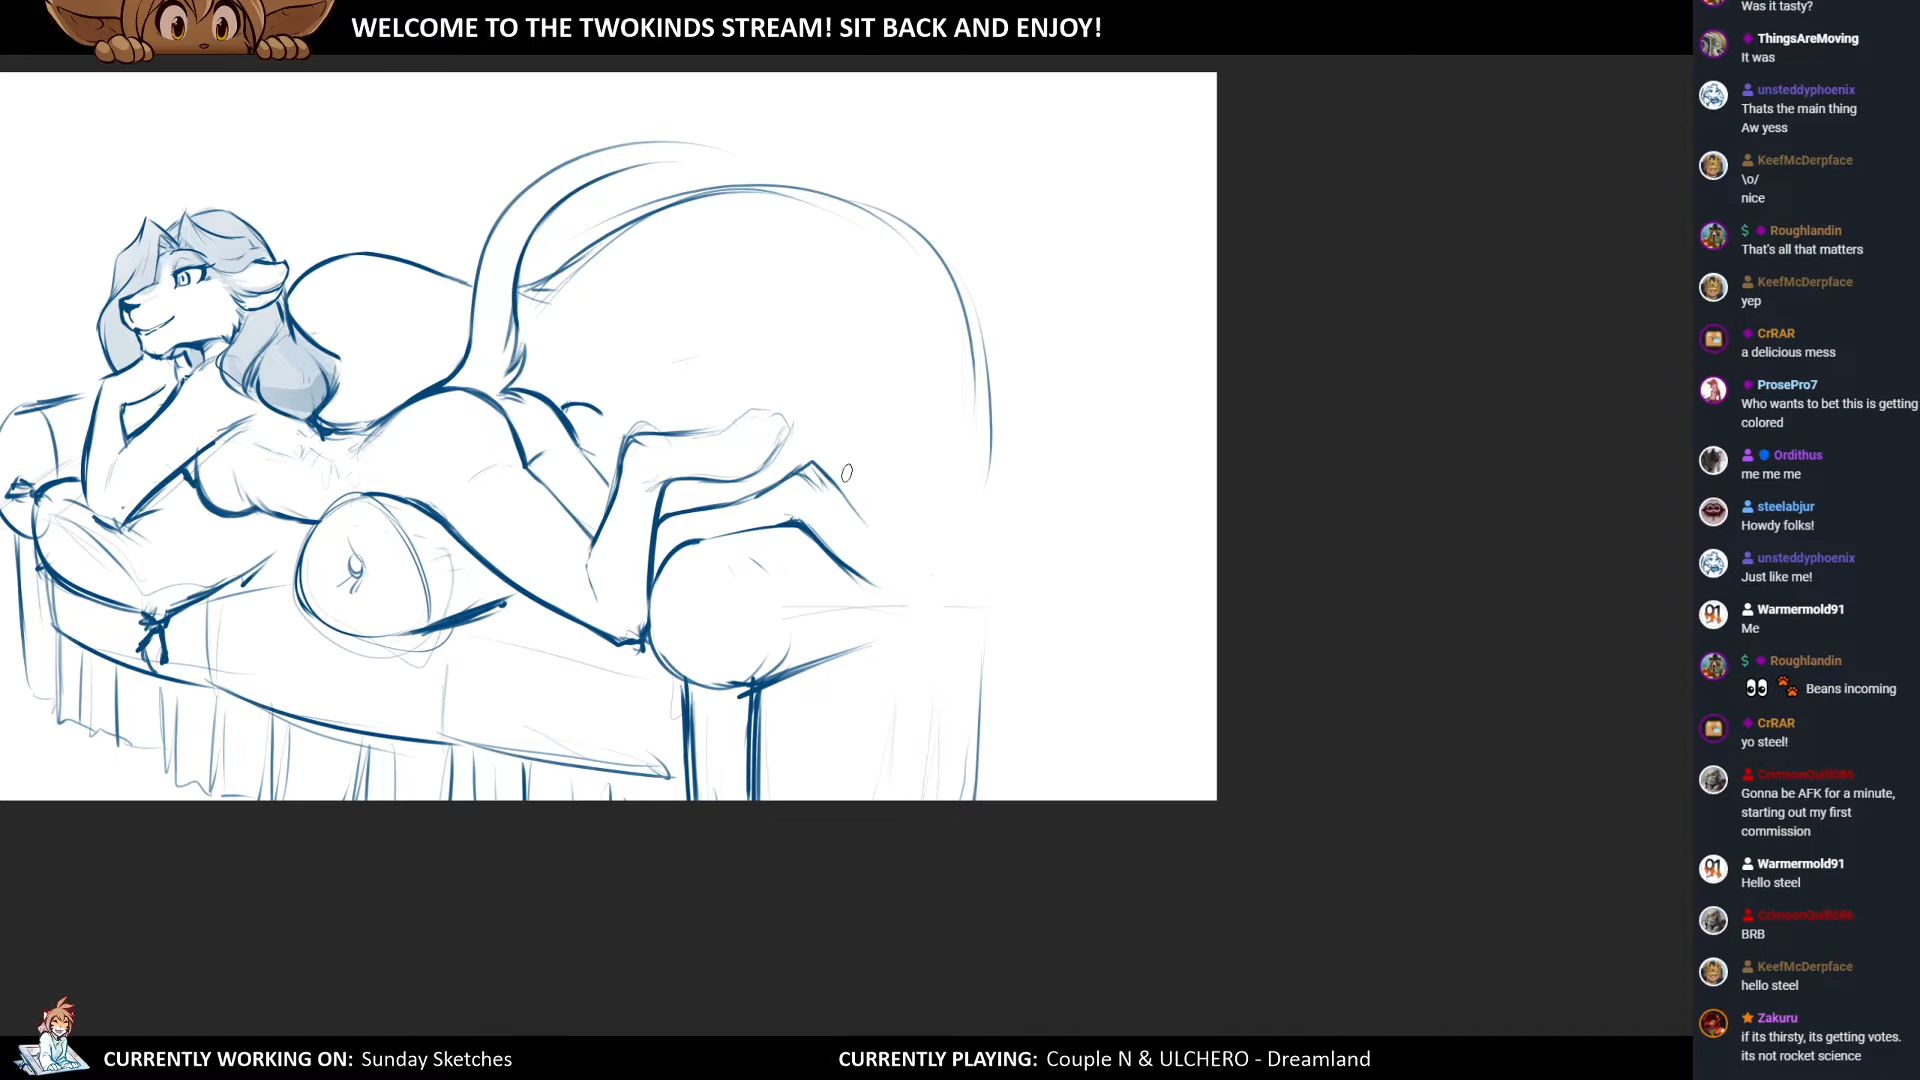 WELCOME TO THE TWOKINDS STREAM! SIT BACK AND ENJOY!
Was it tasty?
ThingsAreMoving
It was
unsteddyphoenix
Thats the main thing
Aw yess
KeefMcDerpface
\o/
nice
$ Roughlandin
That's all that matters
KeefMcDerpface
yep
CrRAR
a delicious mess
ProsePro7
Who wants to bet this is getting
colored
Ordithus
me me me
steelabjur
Howdy folks!
unsteddyphoenix
Just like me!
Warmermold91
Me
$ Roughlandin
Beans incoming
CrRAR
yo steel!
Gonna be AFK for a minute,
starting out my first
commission
Warmermold91
Hello steel
BRB
KeefMcDerpface
hello steel
Zakuru
if its thirsty, its getting votes.
its not rocket science
CURRENTLY WORKING ON: Sunday Sketches
CURRENTLY PLAYING: Couple N & ULCHERO - Dreamland